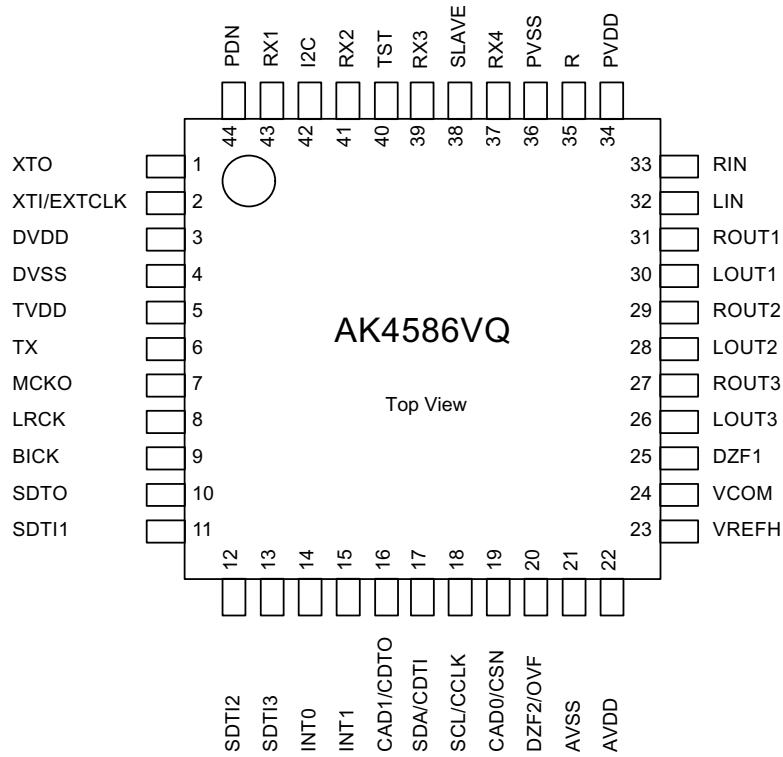 PDN RX1 I2C RX2 TST RX3 SLAVE RX4 PVSS R PVDD
44 43 42 41 40 39 38 37 36 35 34
XTO 1 33 RIN
XTI/EXTCLK 2 32 LIN
DVDD 3 31 ROUT1
DVSS 4 30 LOUT1
TVDD 5 29 ROUT2
TX 6 28 LOUT2
MCKO 7 27 ROUT3
LRCK 8 26 LOUT3
BICK 9 25 DZF1
SDTO 10 24 VCOM
SDTI1 11 23 VREFH
AK4586VQ
Top View
12 13 14 15 16 17 18 19 20 21 22
SDTI2 SDTI3 INT0 INT1 CAD1/CDTO SDA/CDTI SCL/CCLK CAD0/CSN DZF2/OVF AVSS AVDD